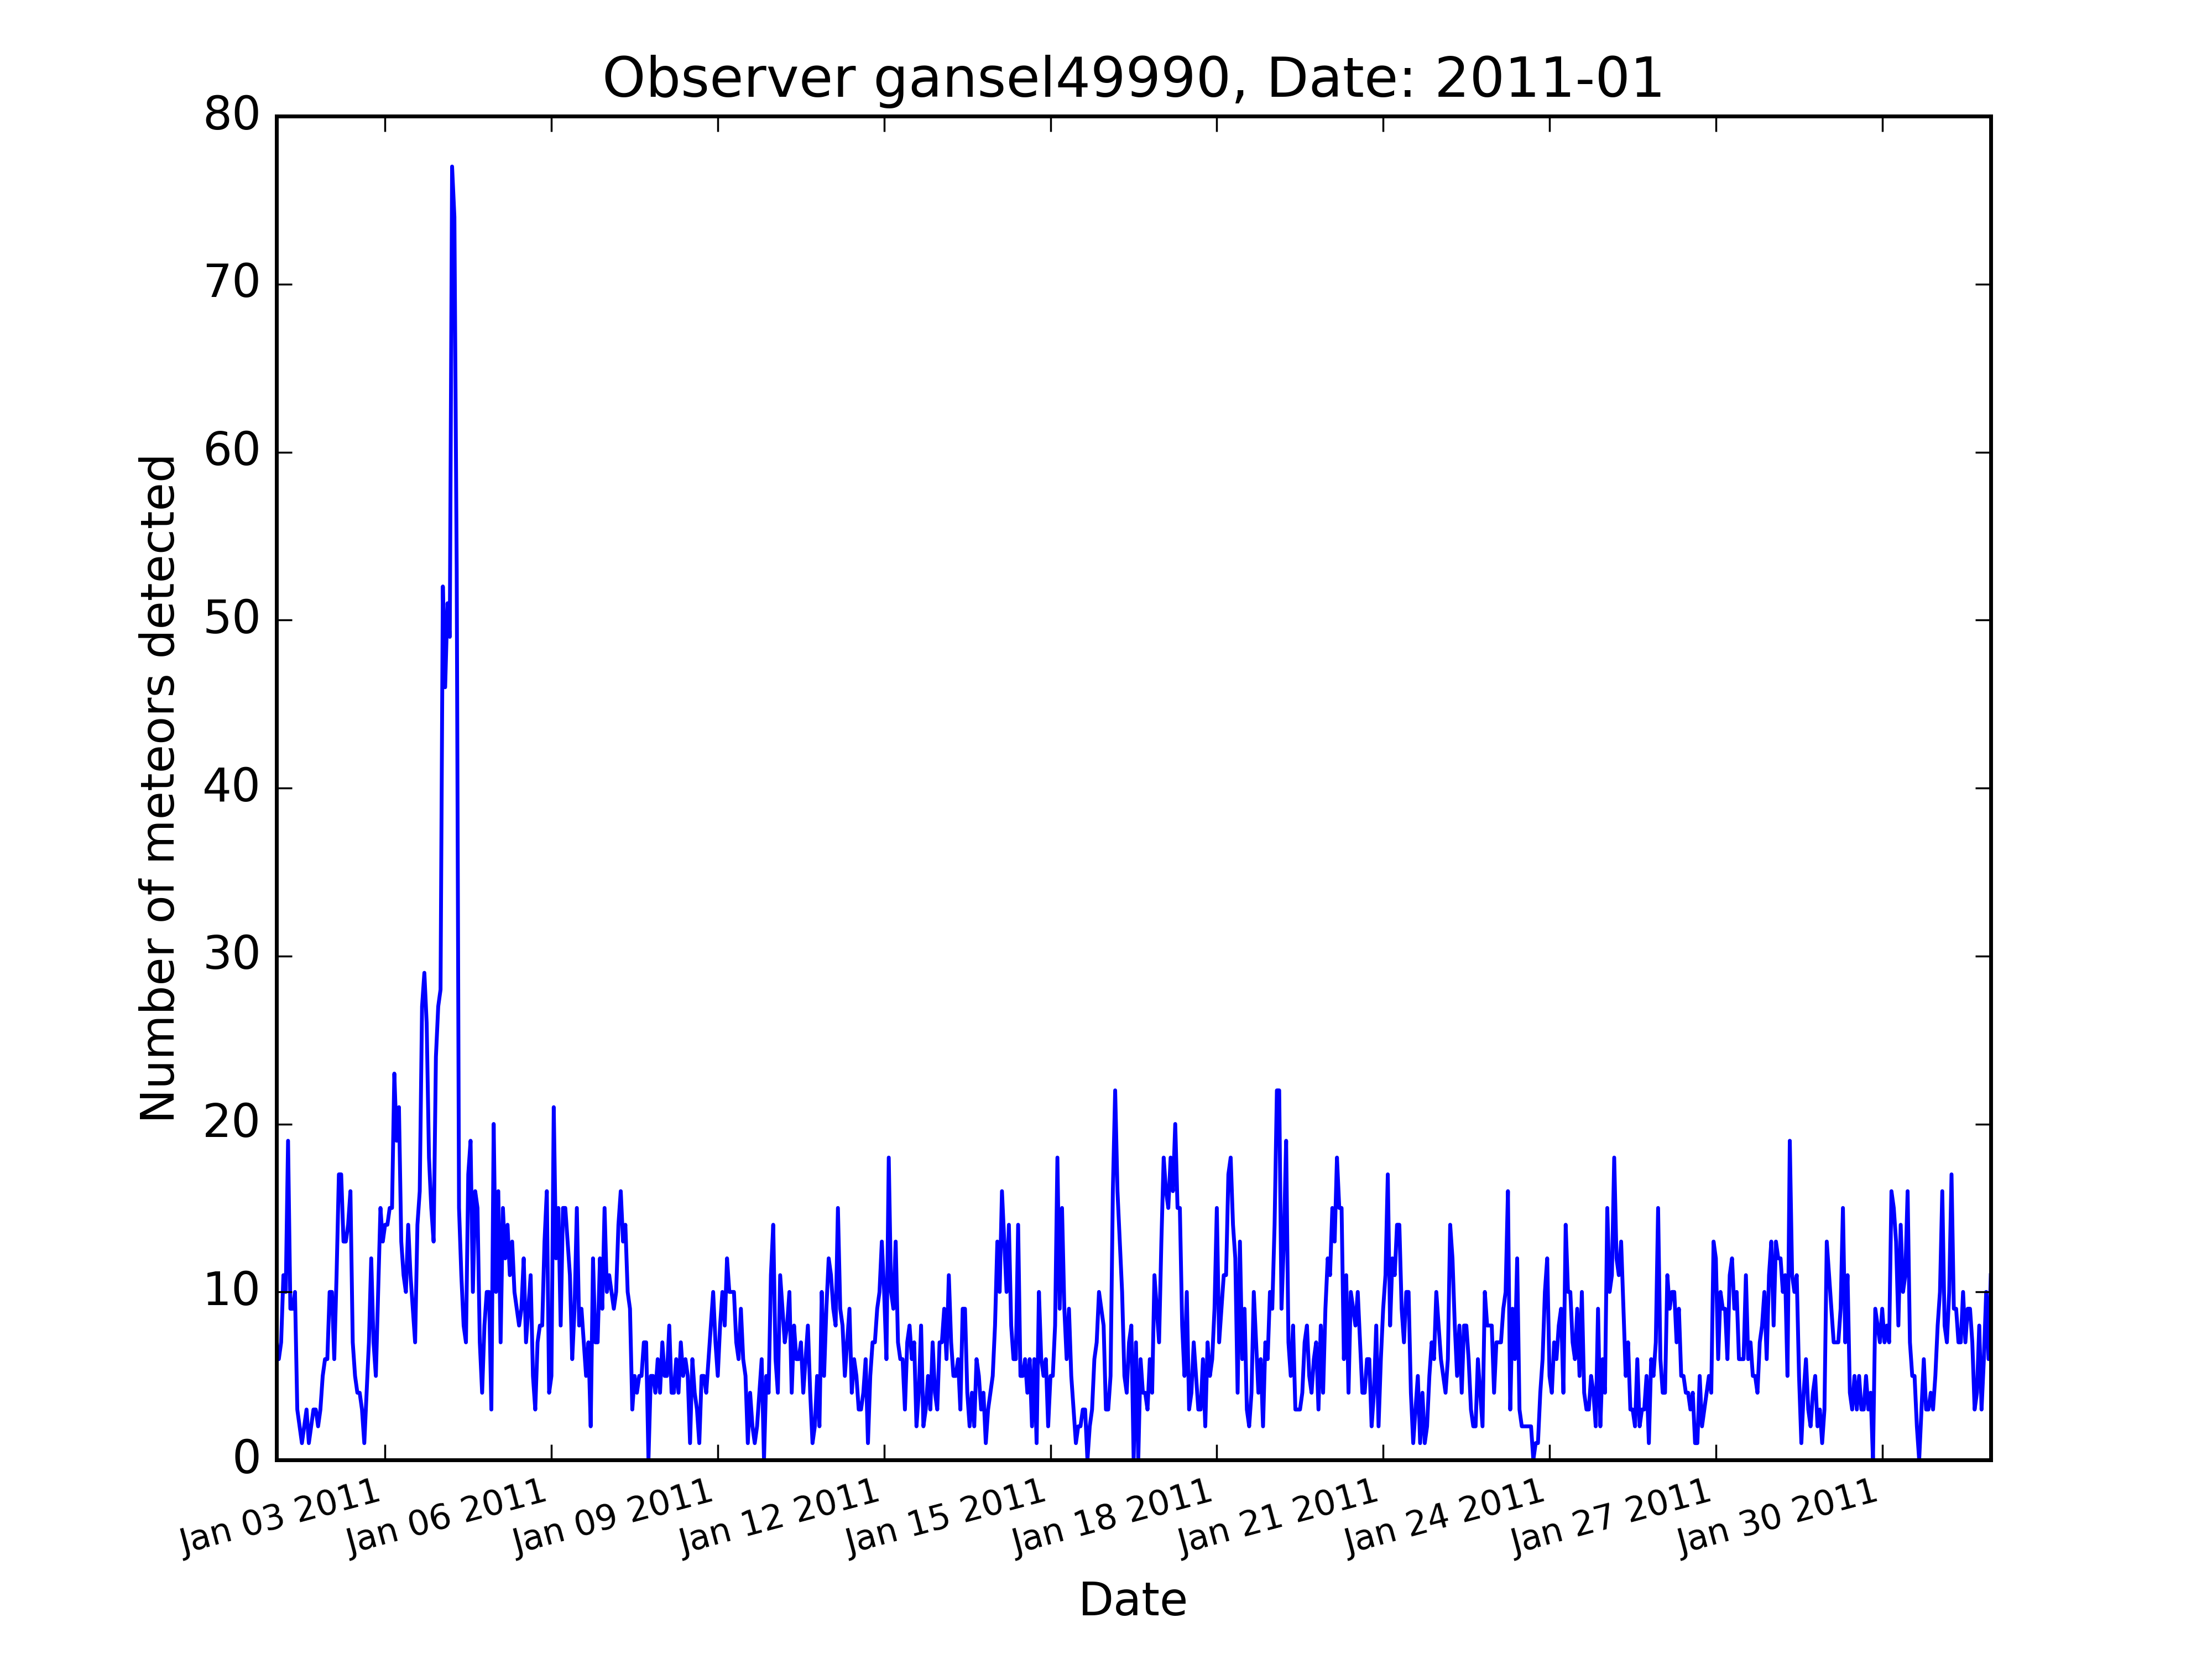 Observer gansel49990, Date: 2011-01
Number of meteors detected
80
70
60
50
40
30
20
10
0
Jan 03 2011
Jan 06 2011
Jan 09 2011
Jan 12 2011
Jan 15 2011
Jan 18 2011
Jan 21 2011
Jan 24 2011
Jan 27 2011
Jan 30 2011
Date